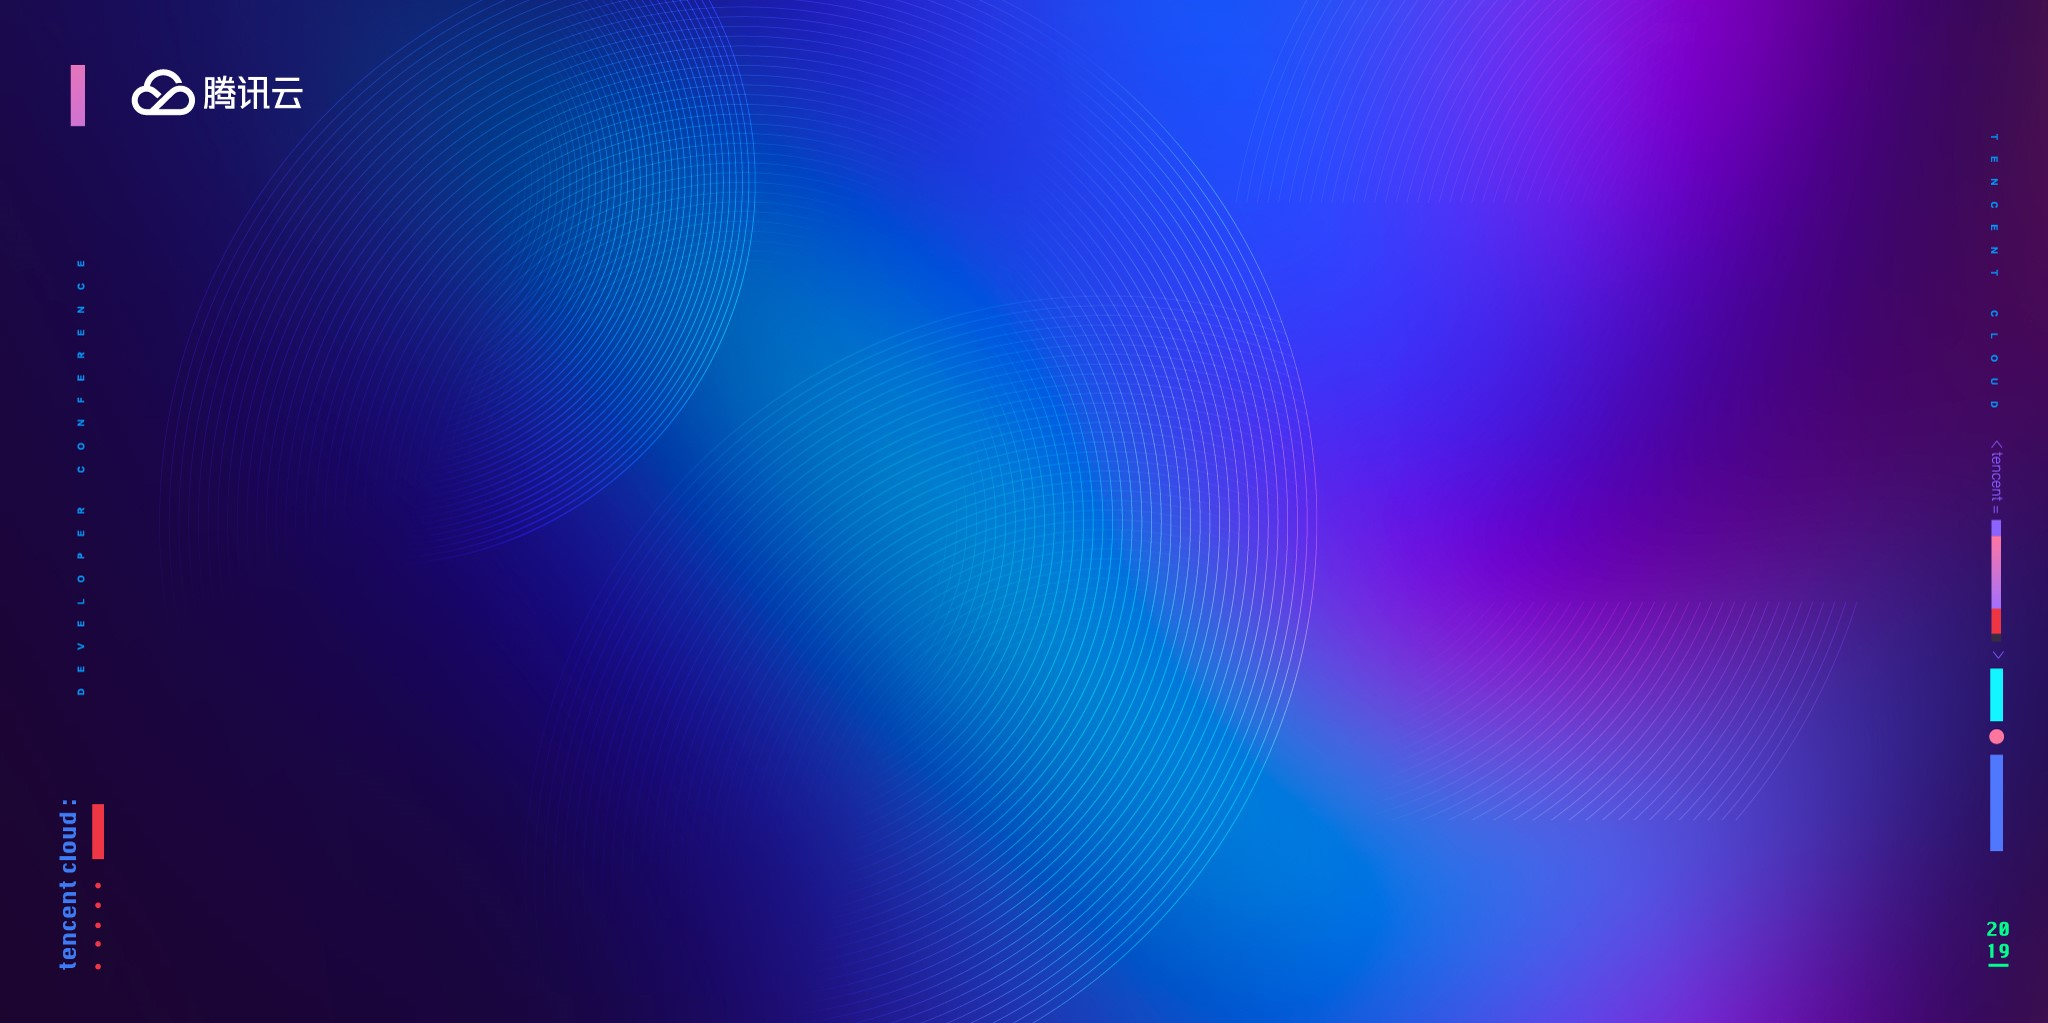 腾讯云
DEVELOPER CONFERENCE
tencent cloud:
TENCENT CLOUD
< tencent =
>
20
19